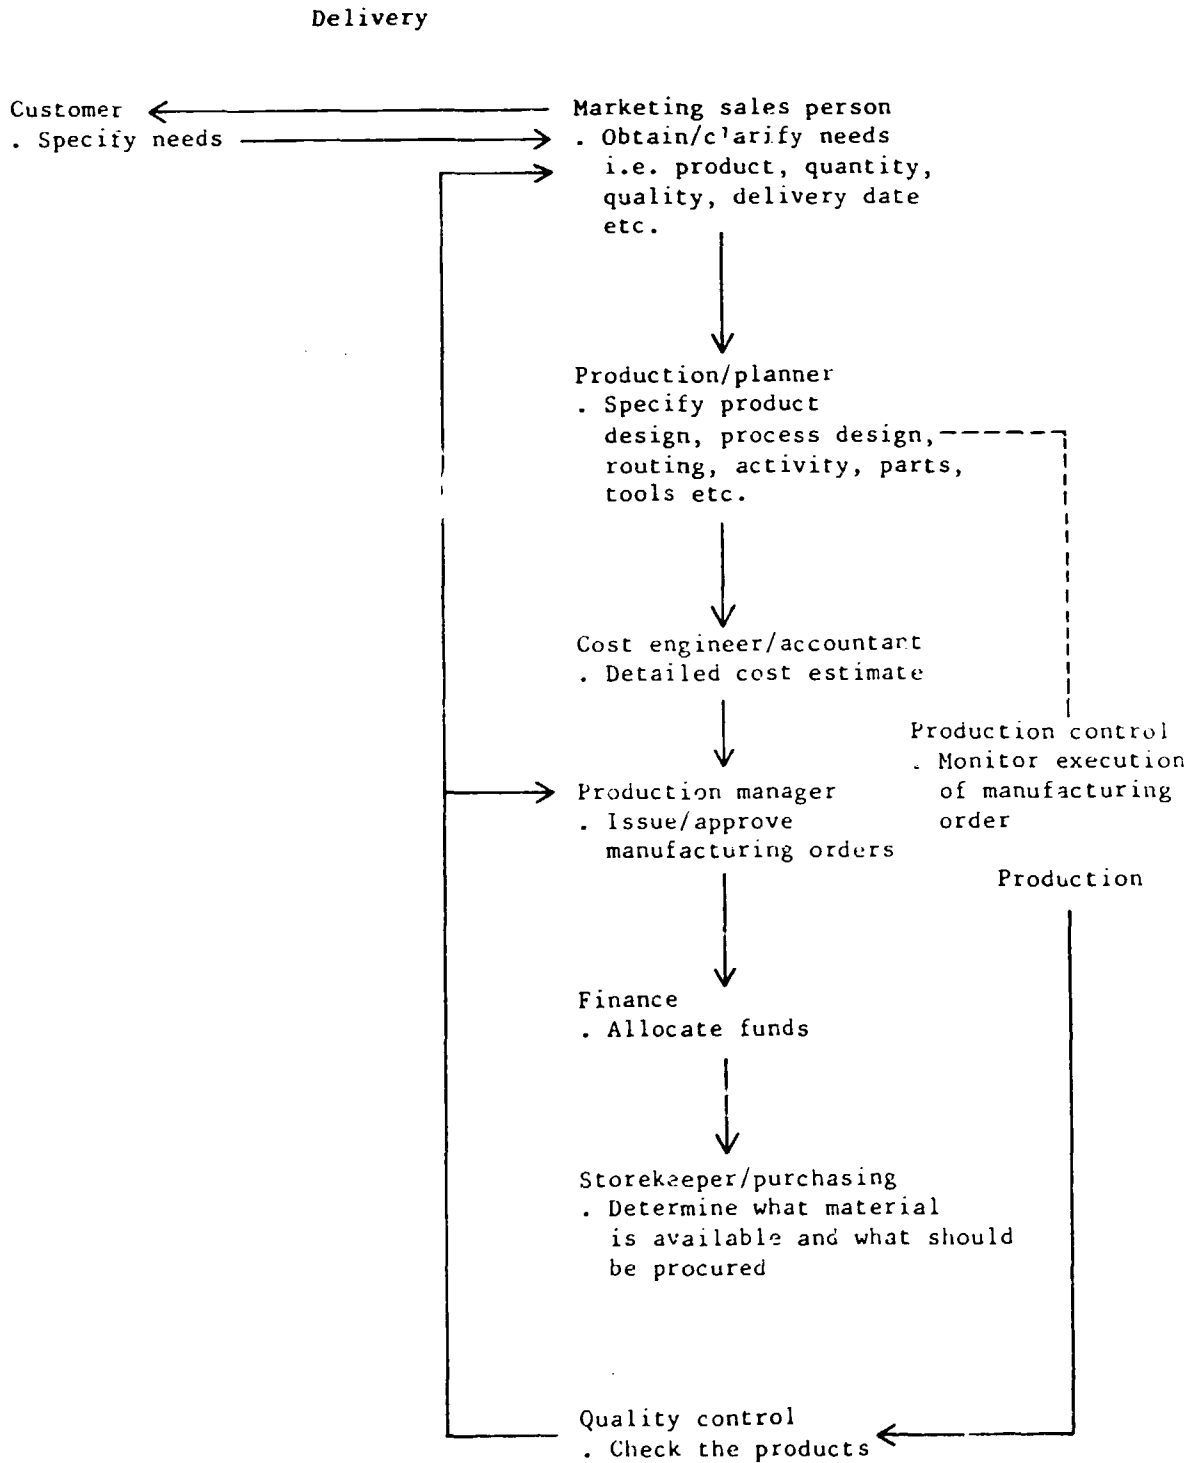 Delivery
Customer
. Specify needs
Marketing sales person
. Obtain/clarify needs
i.e. product, quantity,
quality, delivery date
etc.
Production/planner
. Specify product
design, process design,
routing, activity, parts,
tools etc.
Cost engineer/accountant
. Detailed cost estimate
Production control
. Monitor execution
of manufacturing
order
Production manager
. Issue/approve
manufacturing orders
Production
Finance
. Allocate funds
Storekeeper/purchasing
. Determine what material
is available and what should
be procured
Quality control
. Check the products